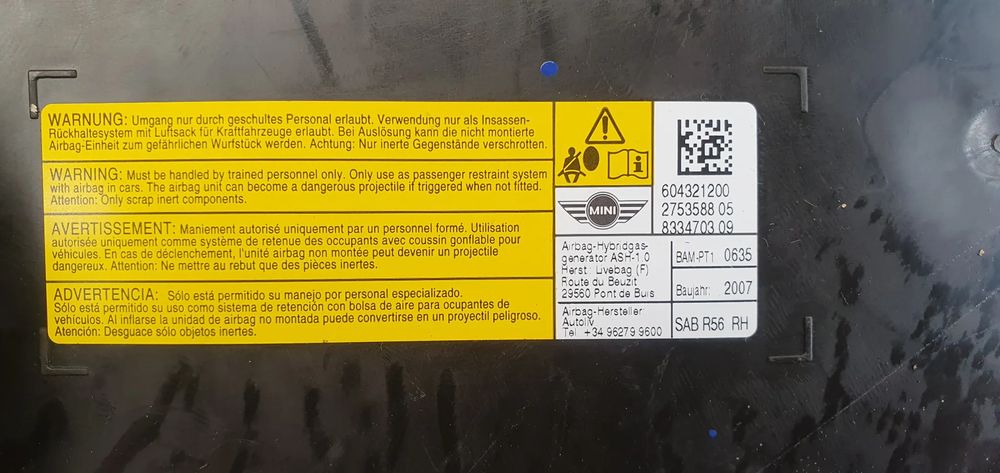 WARNUNG: Umgang nur durch geschultes Personal erlaubt. Verwendung nur als Insassen-
Rückhaltesystem mit Luftsack für Kraftfahrzeuge erlaubt. Bei Auslösung kann die nicht montierte
Airbag-Einheit zum gefährlichen Wurfstück werden. Achtung: Nur inerte Gegenstände verschrotten.
WARNING: Must be handled by trained personnel only. Only use as passenger restraint system
with airbag in cars. The airbag unit can become a dangerous projectile if triggered when not fitted.
Attention: Only scrap inert components.
AVERTISSEMENT: Maniement autorisé uniquement par un personnel formé. Utilisation
autorisée uniquement comme système de retenue des occupants avec coussin gonflable pour
véhicules. En cas de déclenchement, l'unité airbag non montée peut devenir un projectile
dangereux. Attention: Ne mettre au rebut que des pièces inertes.
ADVERTENCIA: Sólo está permitido su manejo por personal especializado.
Sólo está permitido su uso como sistema de retención con bolsa de aire para ocupantes de
vehículos. Al inflarse la unidad de airbag no montada puede convertirse en un proyectil peligroso.
Atención: Desguace sólo objetos inertes.
MINI
604321200
2753588 05
8334703 09
Airbag-Hybridgas-
generator ASH-1.0
Herst: Livebag (F)
Route du Beuzit
29560 Pont de Buis
BAM-PT1 0635
Baujahr: 2007
Airbag-Hersteller:
Autoliv
Tel. +34 96279 9600
SAB R56 RH